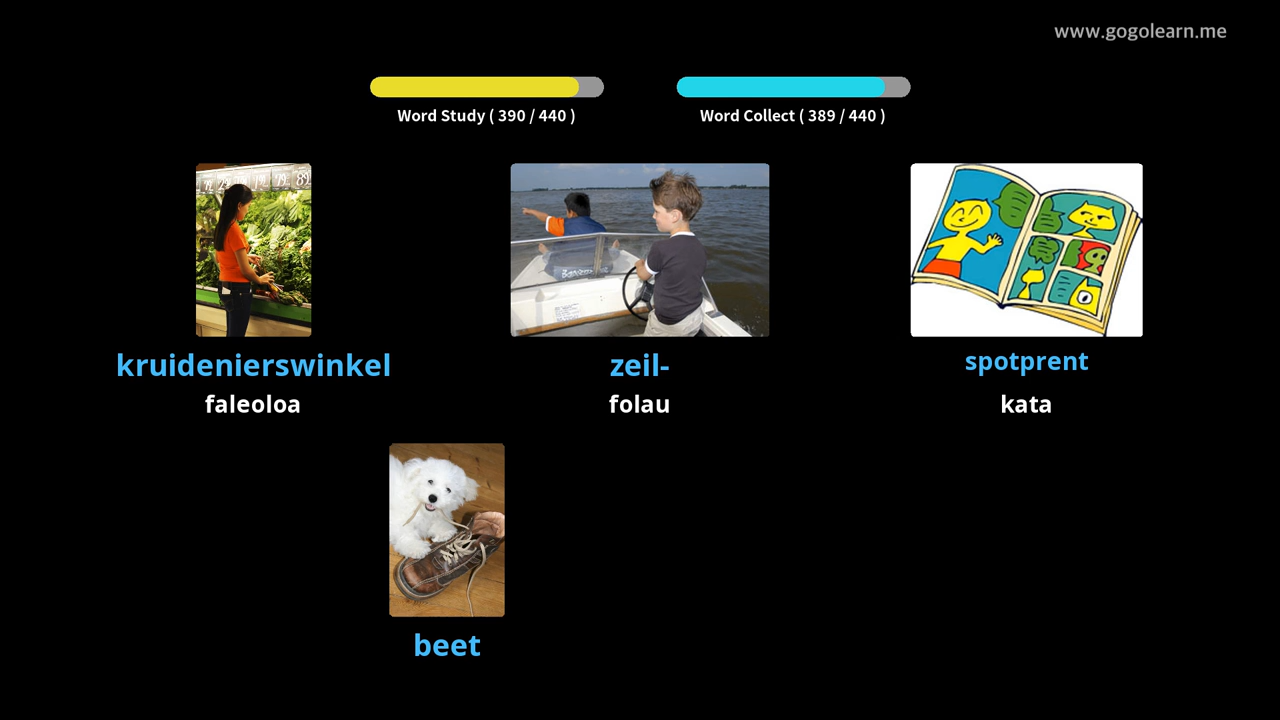 www.gogolearn.me
Word Study ( 390 / 440 )
Word Collect ( 389 / 440 )
kruidenierswinkel
zeil-
spotprent
faleoloa
folau
kata
beet